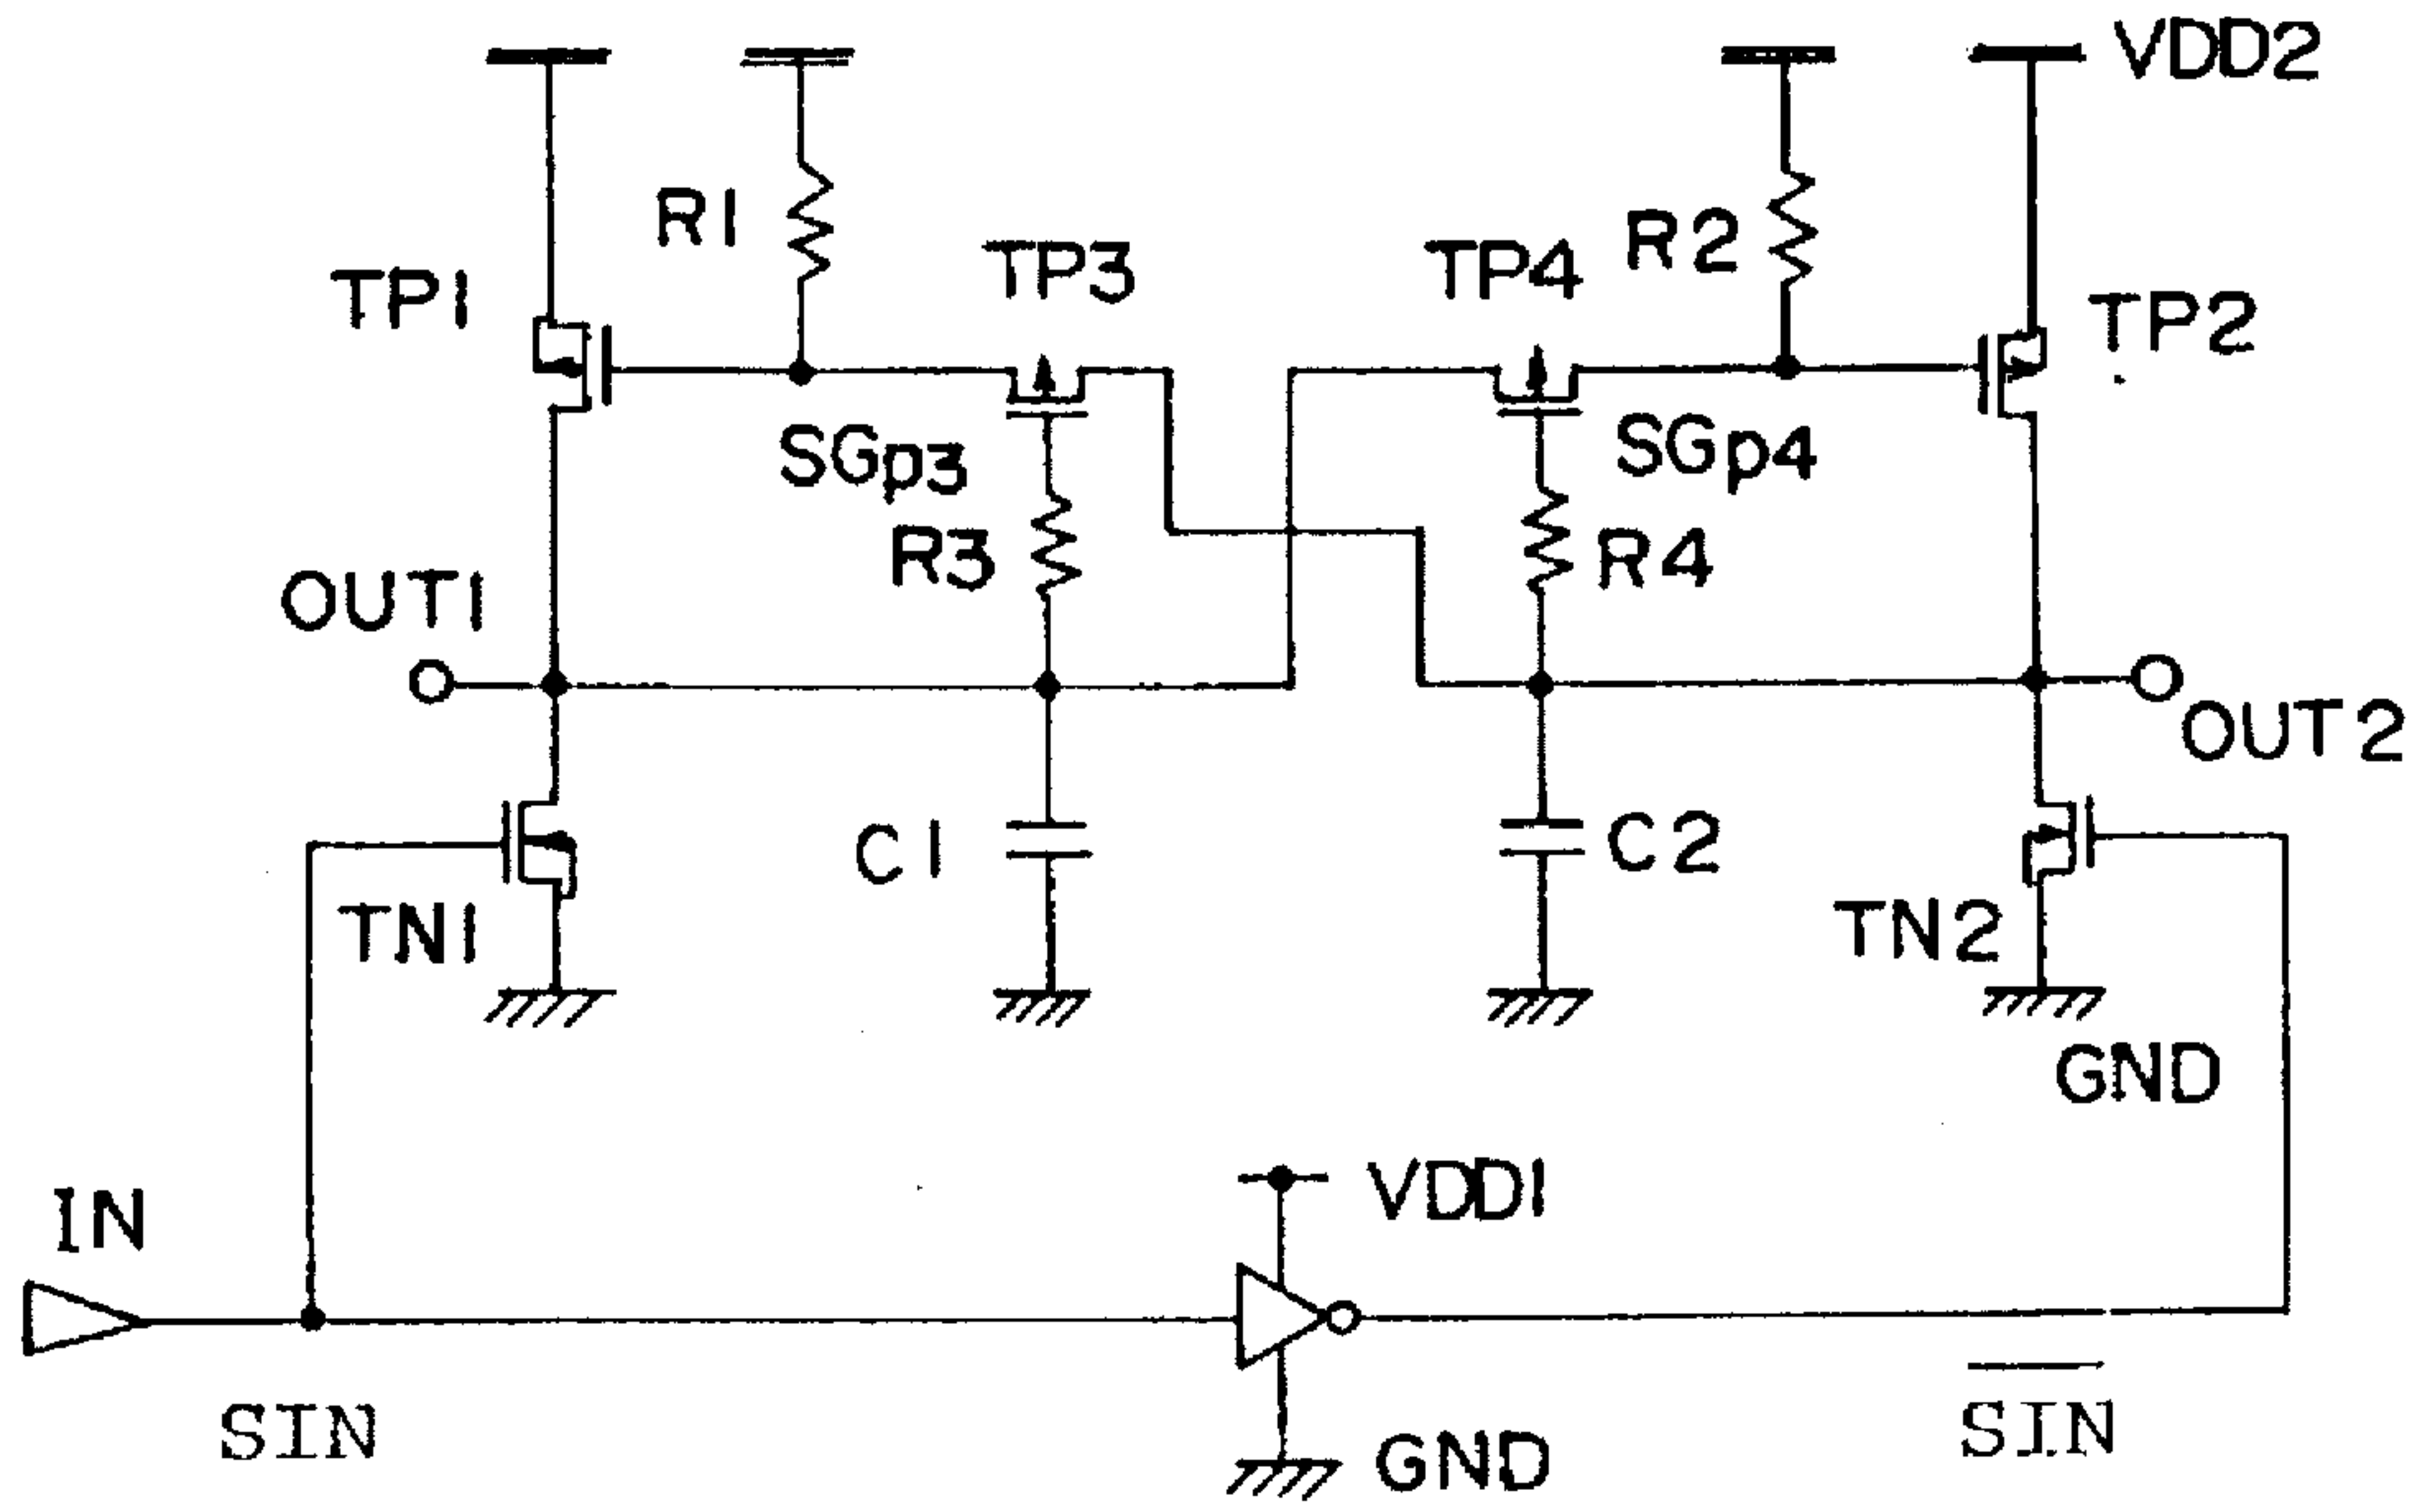 VDD2
R1
R2
TP3
TP4
TP1
TP2
SGp3
SGp4
R3
R4
OUT1
OUT2
C1
C2
TN1
TN2
GND
VDD1
IN
SIN
GND
S̅I̅N̅